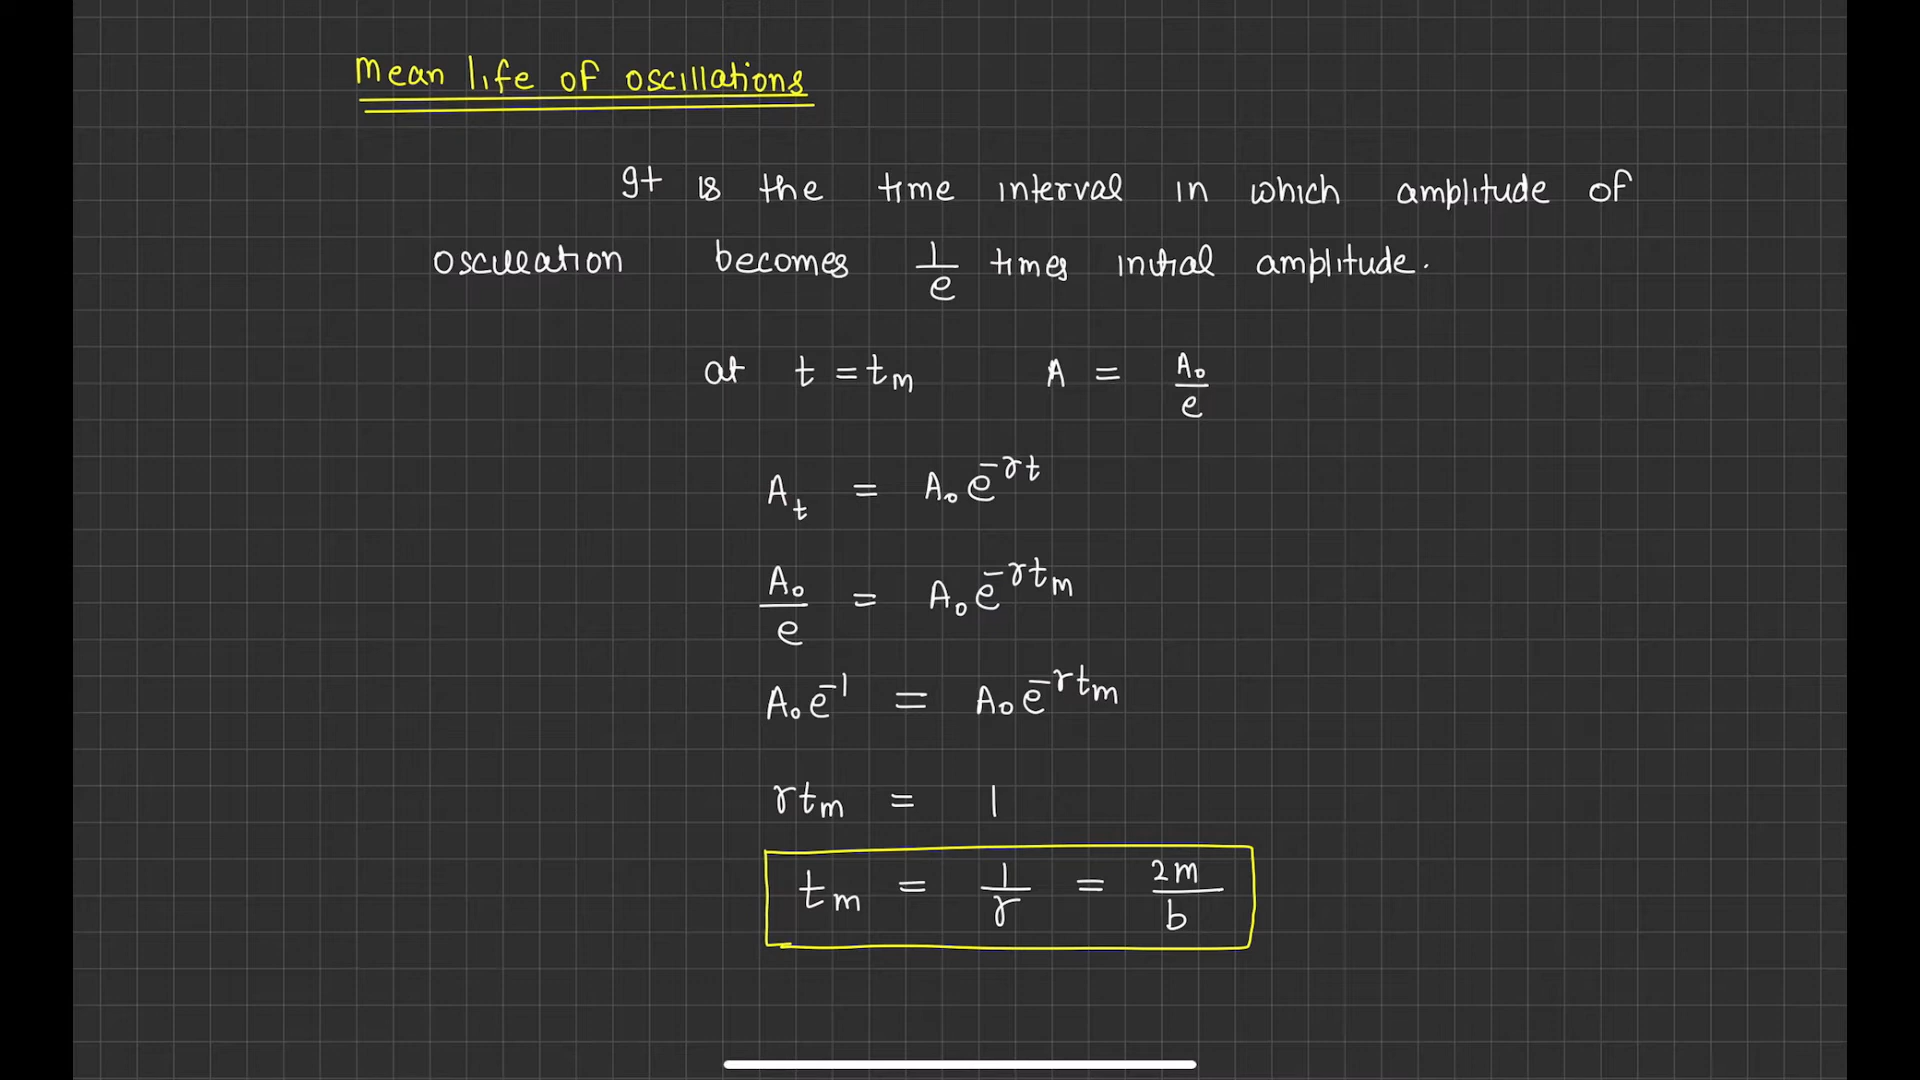 Mean life of oscillations
It is the time interval in which amplitude of
oscillation becomes 1/e times initial amplitude.
at t = tₘ A = A₀/e
Aₜ = A₀e^(-γt)
A₀/e = A₀e^(-γtₘ)
A₀e^(-1) = A₀e^(-γtₘ)
γtₘ = 1
tₘ = 1/γ = 2m/b